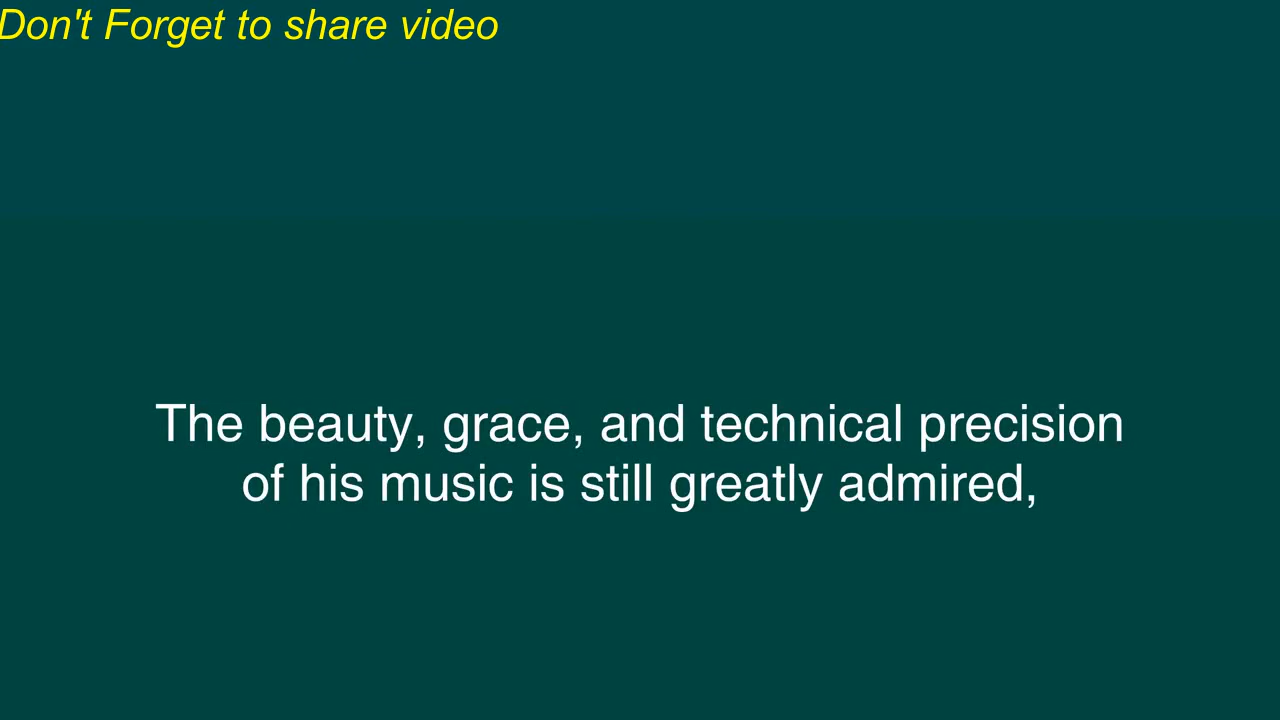 Don't Forget to share video
The beauty, grace, and technical precision
of his music is still greatly admired,